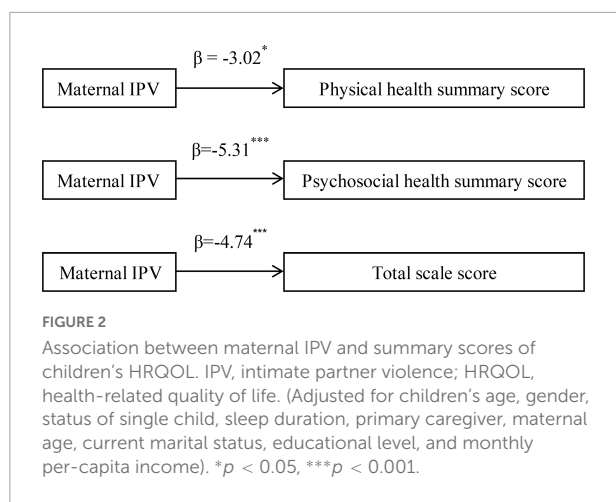 β = -3.02*
Maternal IPV
Physical health summary score
β=-5.31***
Maternal IPV
Psychosocial health summary score
β=-4.74***
Maternal IPV
Total scale score
FIGURE 2
Association between maternal IPV and summary scores of
children's HRQOL. IPV, intimate partner violence; HRQOL,
health-related quality of life. (Adjusted for children's age, gender,
status of single child, sleep duration, primary caregiver, maternal
age, current marital status, educational level, and monthly
per-capita income). *p < 0.05, ***p < 0.001.